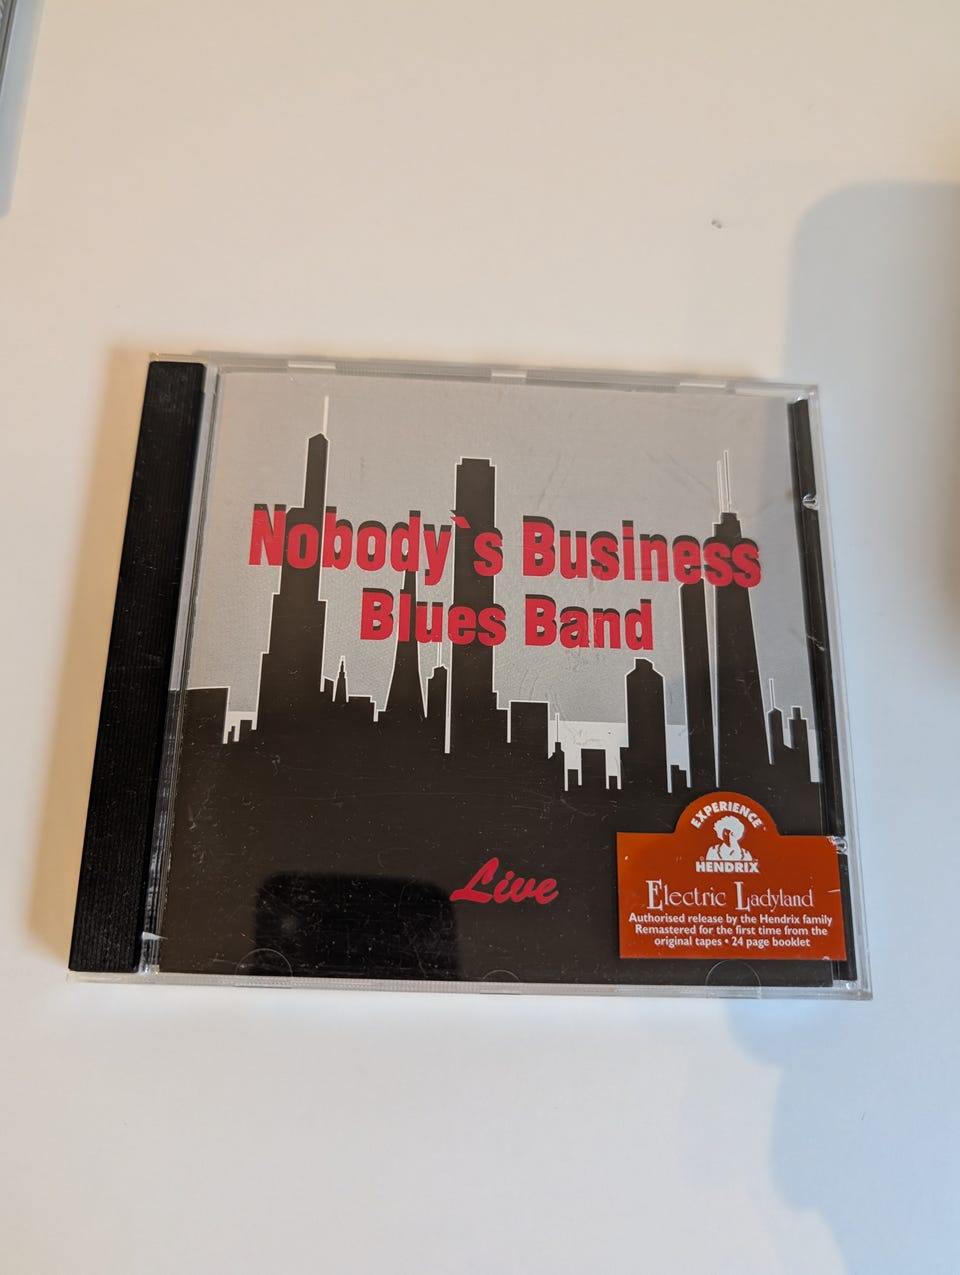 Nobody`s Business
Blues Band
Live
EXPERIENCE
HENDRIX
Electric Ladyland
Authorised release by the Hendrix family
Remastered for the first time from the
original tapes • 24 page booklet